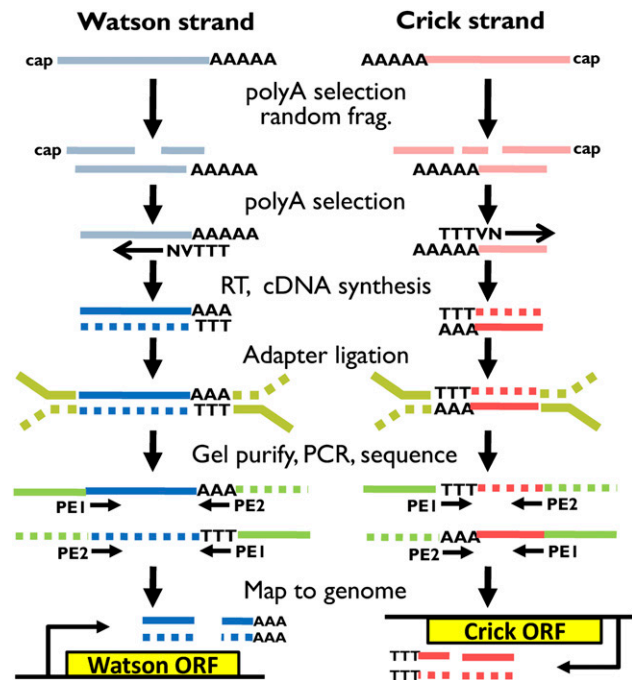 Watson strand Crick strand
cap AAAAA AAAAA cap
polyA selection
random frag.
cap cap
AAAAA AAAAA
polyA selection
AAAAA TTTVN
NVTTT AAAAA
RT, cDNA synthesis
AAA TTT
TTT AAA
Adapter ligation
AAA TTT
TTT AAA
Gel purify, PCR, sequence
AAA TTT
PE1 PE2 PE1 PE2
TTT AAA
PE2 PE1 PE2 PE1
Map to genome
AAA
AAA
Crick ORF
Watson ORF
TTT
TTT